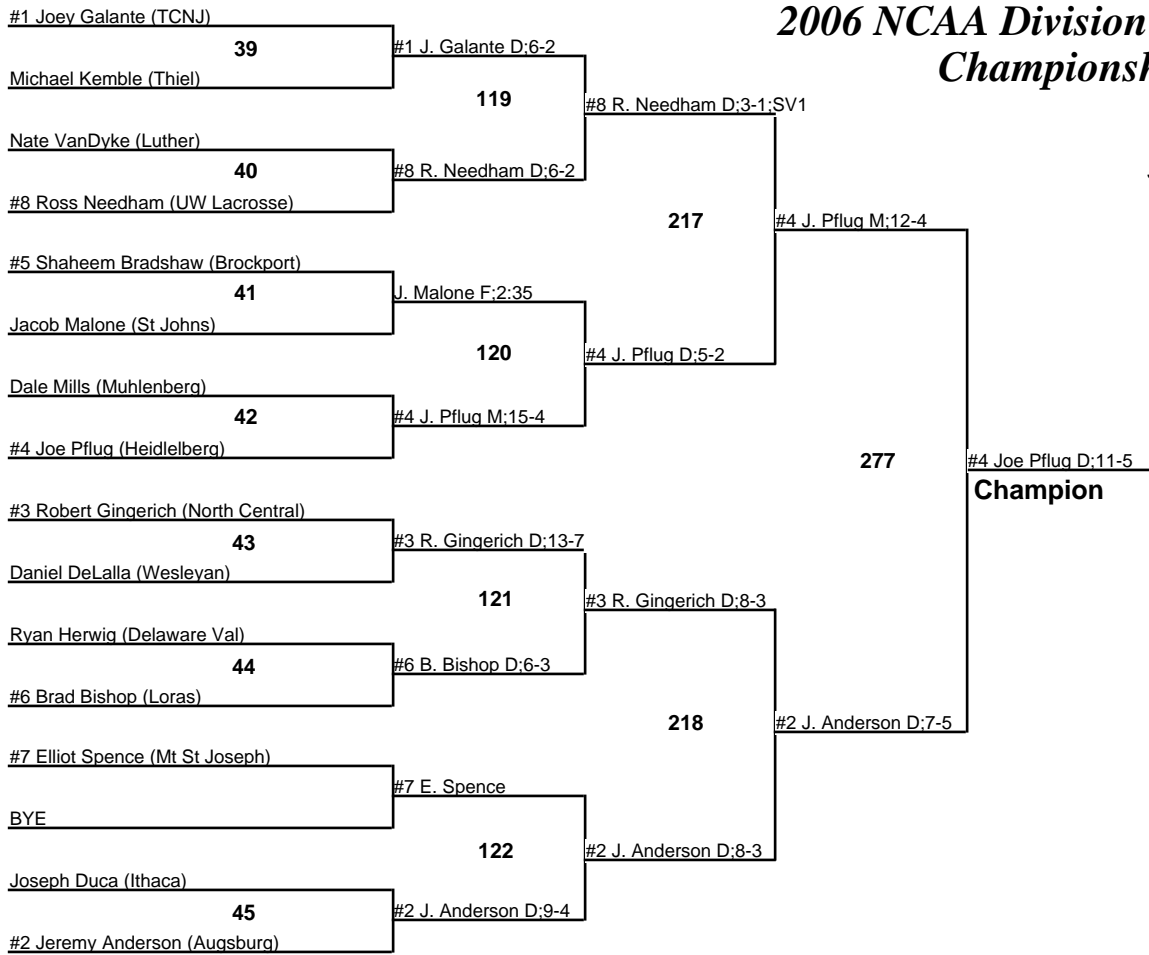 2006 NCAA Division
Championsh
#1 Joey Galante (TCNJ)
39
Michael Kemble (Thiel)
#1 J. Galante D;6-2
119
Nate VanDyke (Luther)
40
#8 Ross Needham (UW Lacrosse)
#8 R. Needham D;6-2
#8 R. Needham D;3-1;SV1
217
#5 Shaheem Bradshaw (Brockport)
41
Jacob Malone (St Johns)
J. Malone F;2:35
120
Dale Mills (Muhlenberg)
42
#4 Joe Pflug (Heidlelberg)
#4 J. Pflug M;15-4
#4 J. Pflug D;5-2
#4 J. Pflug M;12-4
277
#3 Robert Gingerich (North Central)
43
Daniel DeLalla (Wesleyan)
#3 R. Gingerich D;13-7
121
Ryan Herwig (Delaware Val)
44
#6 Brad Bishop (Loras)
#6 B. Bishop D;6-3
#3 R. Gingerich D;8-3
218
#7 Elliot Spence (Mt St Joseph)
BYE
#7 E. Spence
122
Joseph Duca (Ithaca)
45
#2 Jeremy Anderson (Augsburg)
#2 J. Anderson D;9-4
#2 J. Anderson D;8-3
#2 J. Anderson D;7-5
#4 Joe Pflug D;11-5
Champion